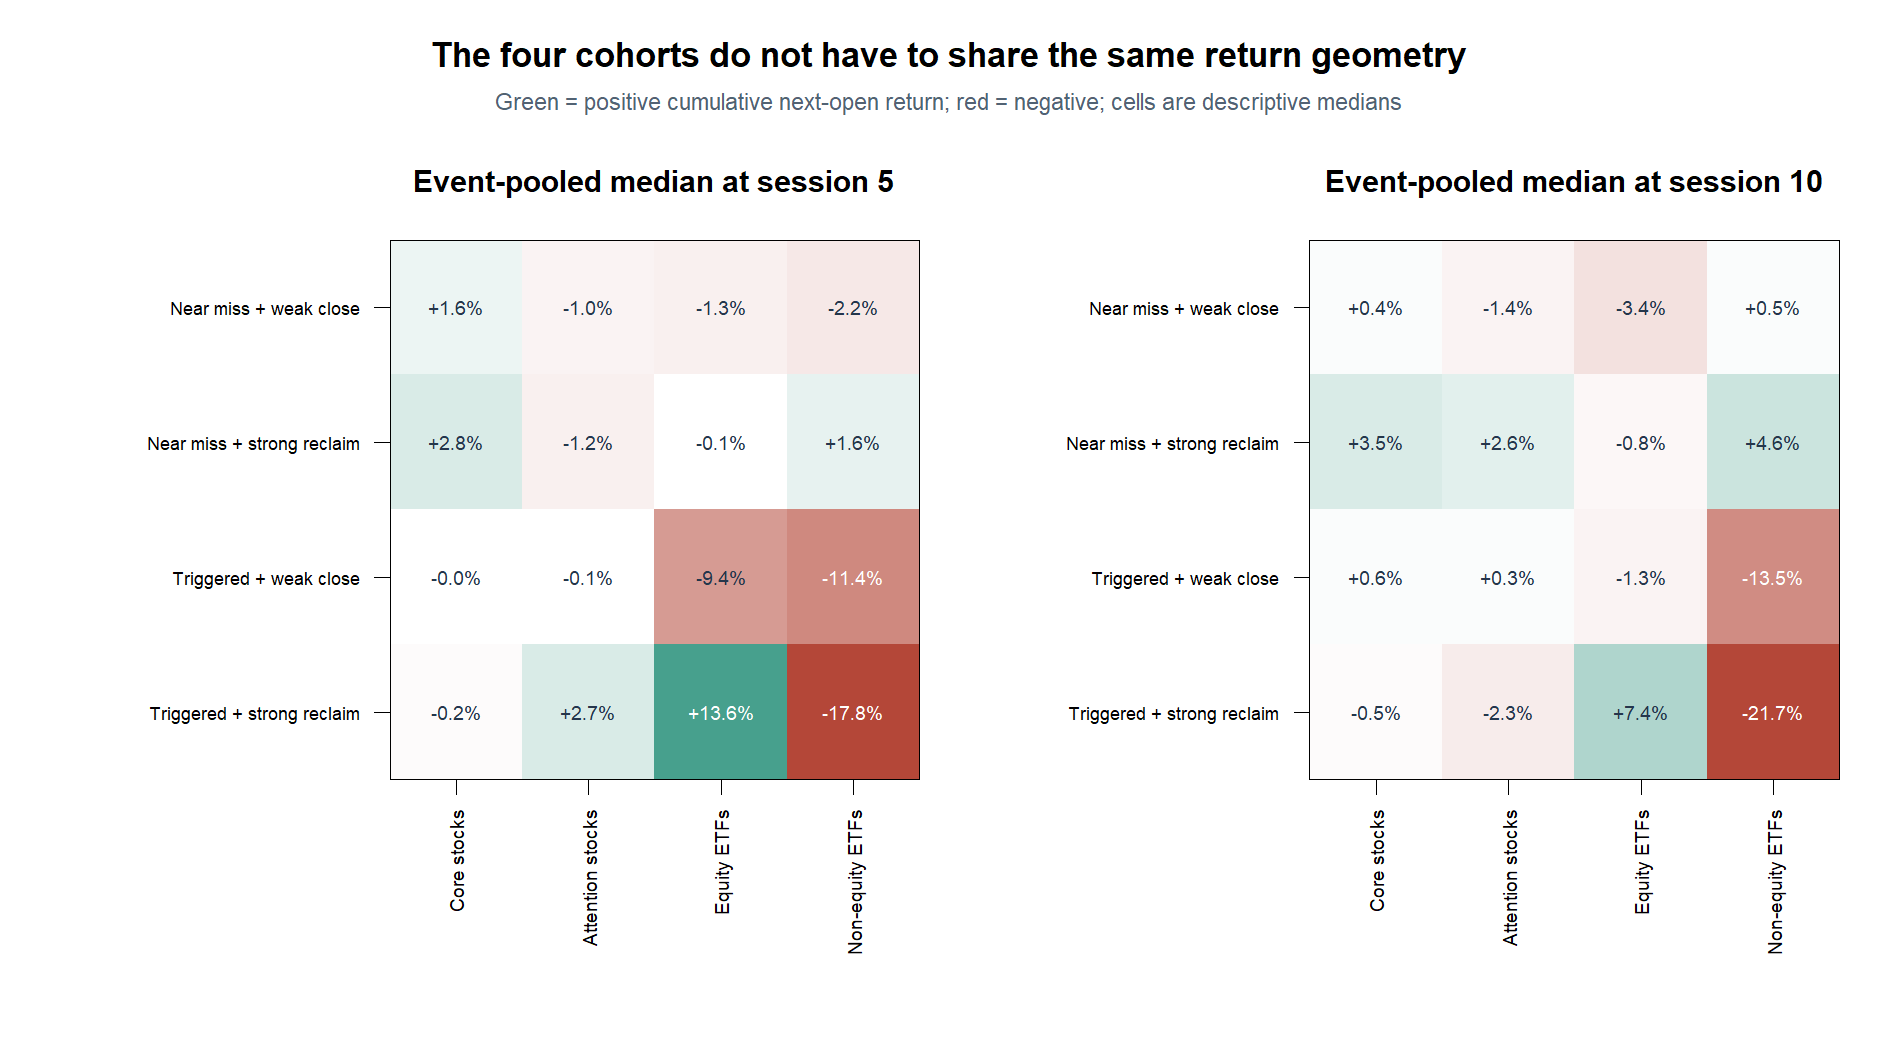 The four cohorts do not have to share the same return geometry
Green = positive cumulative next-open return; red = negative; cells are descriptive medians
Event-pooled median at session 5
Near miss + weak close
+1.6%
-1.0%
-1.3%
-2.2%
Near miss + strong reclaim
+2.8%
-1.2%
-0.1%
+1.6%
Triggered + weak close
-0.0%
-0.1%
-9.4%
-11.4%
Triggered + strong reclaim
-0.2%
+2.7%
+13.6%
-17.8%
Core stocks
Attention stocks
Equity ETFs
Non-equity ETFs
Event-pooled median at session 10
Near miss + weak close
+0.4%
-1.4%
-3.4%
+0.5%
Near miss + strong reclaim
+3.5%
+2.6%
-0.8%
+4.6%
Triggered + weak close
+0.6%
+0.3%
-1.3%
-13.5%
Triggered + strong reclaim
-0.5%
-2.3%
+7.4%
-21.7%
Core stocks
Attention stocks
Equity ETFs
Non-equity ETFs